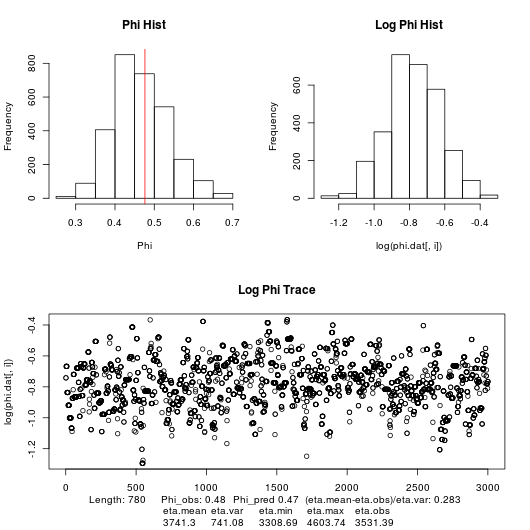 Phi Hist
Log Phi Hist
Frequency
0 200 400 600 800
0.3 0.4 0.5 0.6 0.7
Phi
Frequency
0 200 400 600
-1.2 -1.0 -0.8 -0.6 -0.4
log(phi.dat[, i])
Log Phi Trace
log(phi.dat[, i])
-1.2 -1.0 -0.8 -0.6 -0.4
0 500 1000 1500 2000 2500 3000
Length: 780 Phi_obs: 0.48 Phi_pred 0.47 (eta.mean-eta.obs)/eta.var: 0.283
eta.mean eta.var eta.min eta.max eta.obs
3741.3 741.08 3308.69 4603.74 3531.39